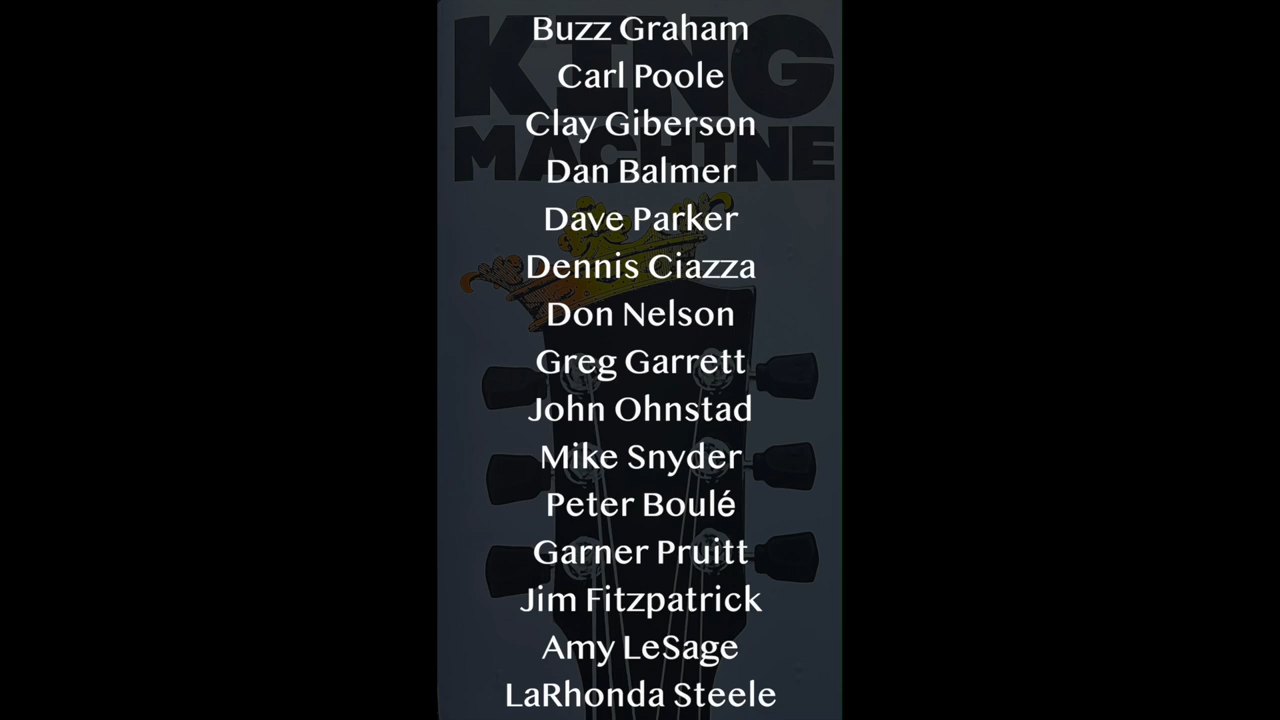 KING
MACHINE
Buzz Graham
Carl Poole
Clay Giberson
Dan Balmer
Dave Parker
Dennis Ciazza
Don Nelson
Greg Garrett
John Ohnstad
Mike Snyder
Peter Boulé
Garner Pruitt
Jim Fitzpatrick
Amy LeSage
LaRhonda Steele